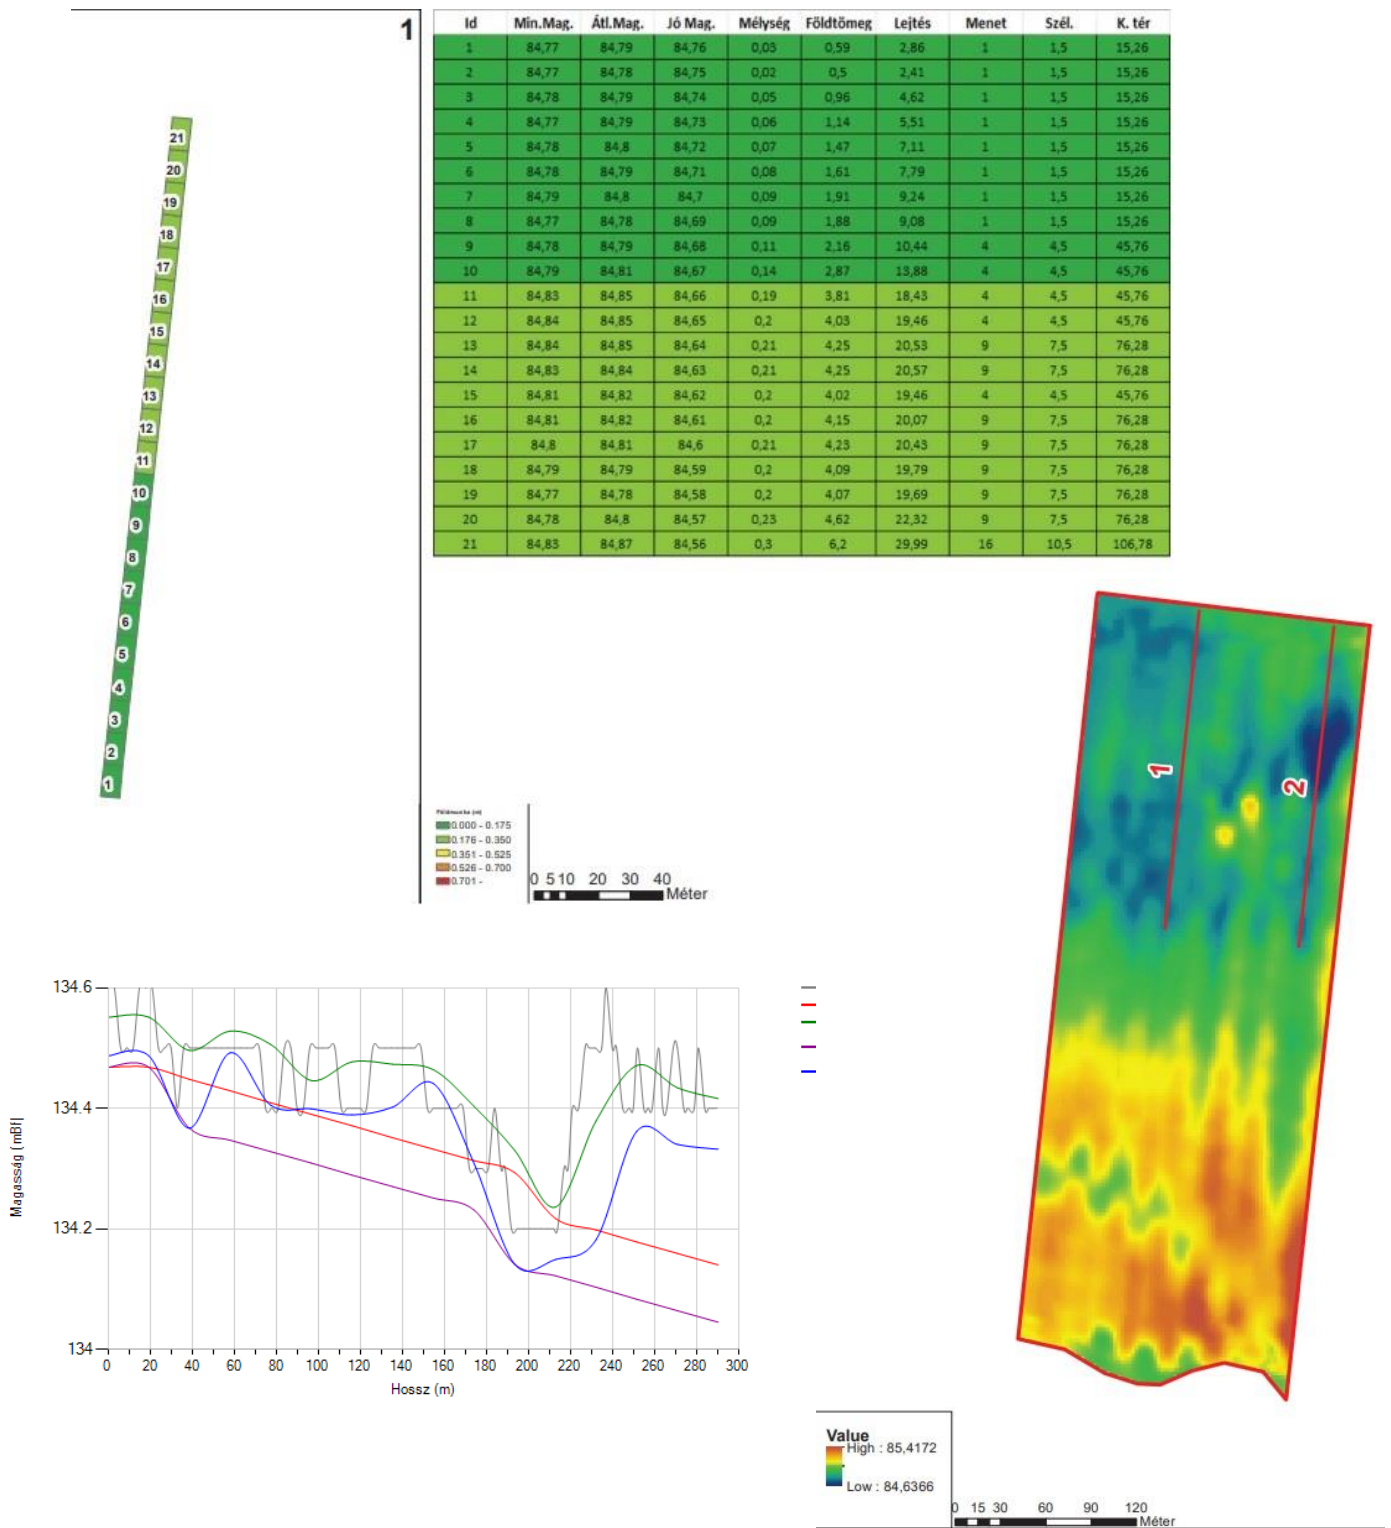 1
Id Min.Mag. Átl.Mag. Jó Mag. Mélység Földtömeg Lejtés Menet Szél. K. tér
1 84,77 84,79 84,76 0,03 0,59 2,86 1 1,5 15,26
2 84,77 84,78 84,75 0,02 0,5 2,41 1 1,5 15,26
3 84,78 84,79 84,74 0,05 0,96 4,62 1 1,5 15,26
4 84,77 84,79 84,73 0,06 1,14 5,51 1 1,5 15,26
5 84,78 84,8 84,72 0,07 1,47 7,11 1 1,5 15,26
6 84,78 84,79 84,71 0,08 1,61 7,79 1 1,5 15,26
7 84,79 84,8 84,7 0,09 1,91 9,24 1 1,5 15,26
8 84,77 84,78 84,69 0,09 1,88 9,08 1 1,5 15,26
9 84,78 84,79 84,68 0,11 2,16 10,44 4 4,5 45,76
10 84,79 84,81 84,67 0,14 2,87 13,88 4 4,5 45,76
11 84,83 84,85 84,66 0,19 3,81 18,43 4 4,5 45,76
12 84,84 84,85 84,65 0,2 4,03 19,46 4 4,5 45,76
13 84,84 84,85 84,64 0,21 4,25 20,53 9 7,5 76,28
14 84,83 84,84 84,63 0,21 4,25 20,57 9 7,5 76,28
15 84,81 84,82 84,62 0,2 4,02 19,46 4 4,5 45,76
16 84,81 84,82 84,61 0,2 4,15 20,07 9 7,5 76,28
17 84,8 84,81 84,6 0,21 4,23 20,43 9 7,5 76,28
18 84,79 84,79 84,59 0,2 4,09 19,79 9 7,5 76,28
19 84,77 84,78 84,58 0,2 4,07 19,69 9 7,5 76,28
20 84,78 84,8 84,57 0,23 4,62 22,32 9 7,5 76,28
21 84,83 84,87 84,56 0,3 6,2 29,99 16 10,5 106,78
21
20
19
18
17
16
15
14
13
12
11
10
9
8
7
6
5
4
3
2
1
0.000 - 0.175
0.176 - 0.350
0.351 - 0.525
0.526 - 0.700
0.701 -
0 5 10 20 30 40
Méter
1
2
134.6
134.4
134.2
134
Magasság (mBf)
0 20 40 60 80 100 120 140 160 180 200 220 240 260 280 300
Hossz (m)
Value
High : 85,4172
Low : 84,6366
0 15 30 60 90 120
Méter